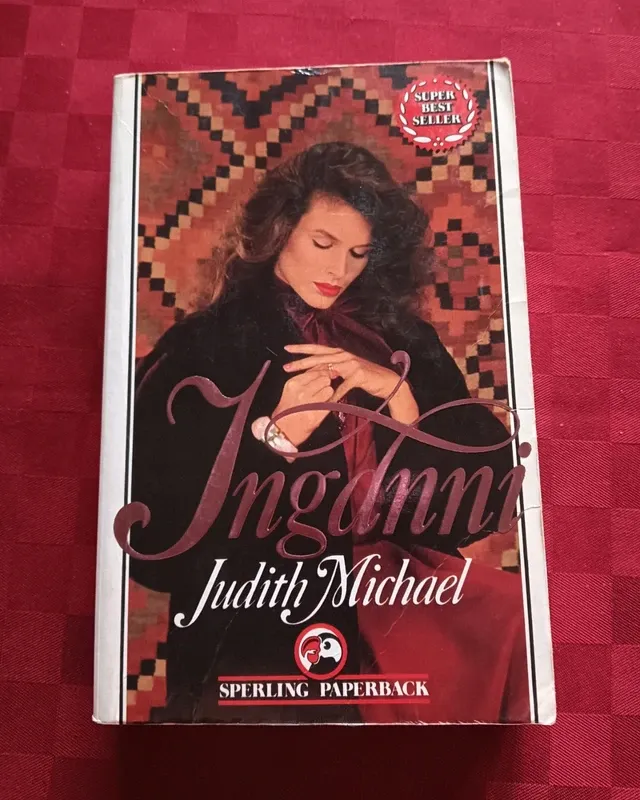 SUPER
BEST
SELLER
Inganni
Judith Michael
SPERLING PAPERBACK